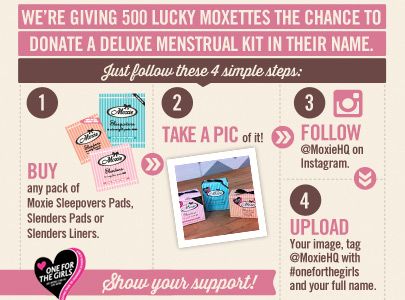 WE'RE GIVING 500 LUCKY MOXETTES THE CHANCE TO
DONATE A DELUXE MENSTRUAL KIT IN THEIR NAME.
Just follow these 4 simple steps:
1
Moxie
Moxie
Moxie
BUY
any pack of
Moxie Sleepovers Pads,
Slenders Pads or
Slenders Liners.
2
TAKE A PIC of it!
3
FOLLOW
@MoxieHQ on
Instagram.
4
UPLOAD
Your image, tag
@MoxieHQ with
#oneforthegirls
and your full name.
ONE FOR
THE GIRLS
Show your support!